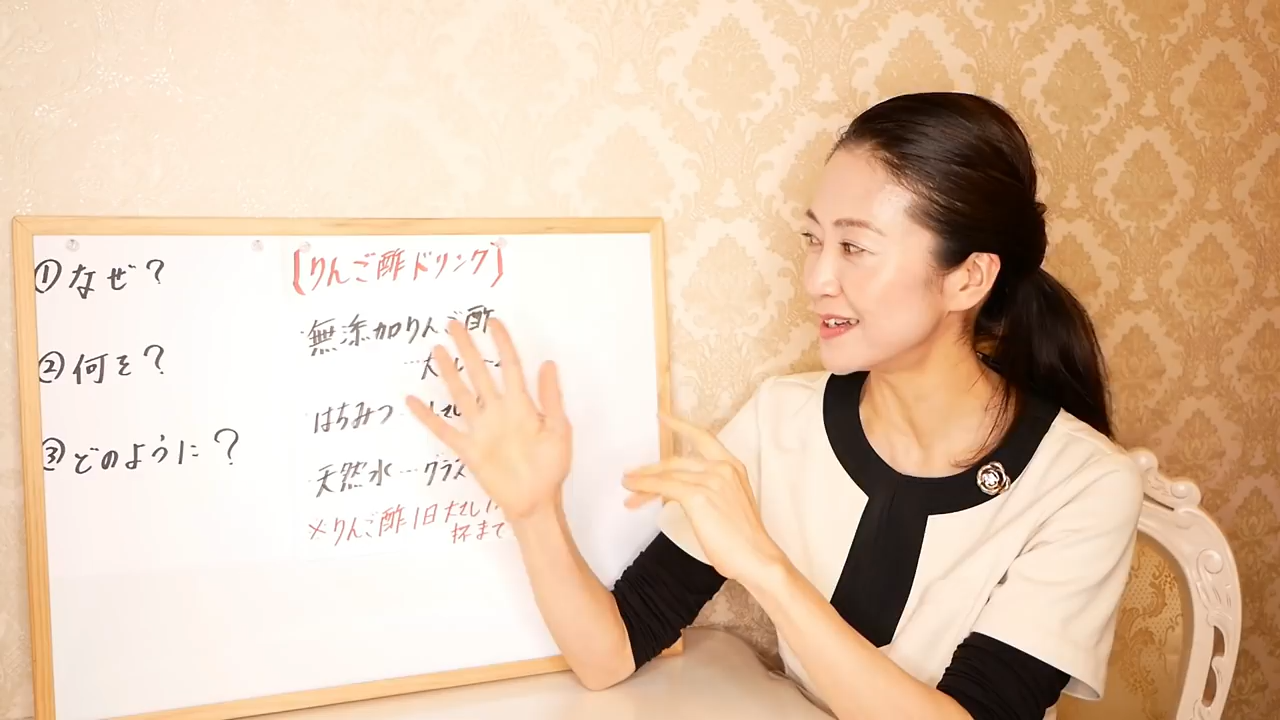 ①なぜ?
②何を?
③どのように?
【りんご酢ドリンク】
・無添加りんご酢
…大
はちみつ
天然水…グラス
※りんご酢1日大さじ
杯まで